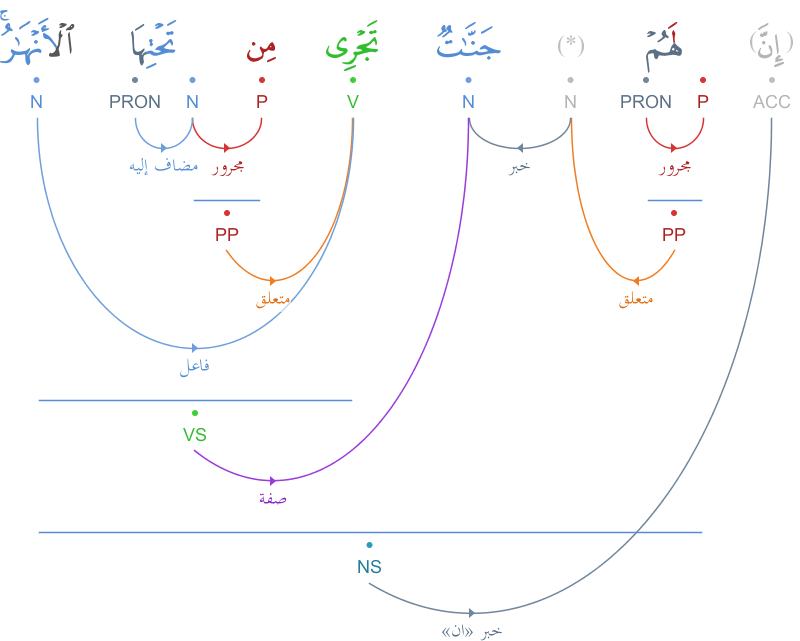 (إِنَّ) لَهُمْ (*) جَنَّٰتٌ تَجْرِى مِن تَحْتِهَا ٱلْأَنْهَٰرُ ۚ
ACC P PRON N N V P N PRON N
مجرور خبر مجرور مضاف إليه
PP PP
متعلق متعلق
فاعل
VS
صفة
NS
خبر «ان»